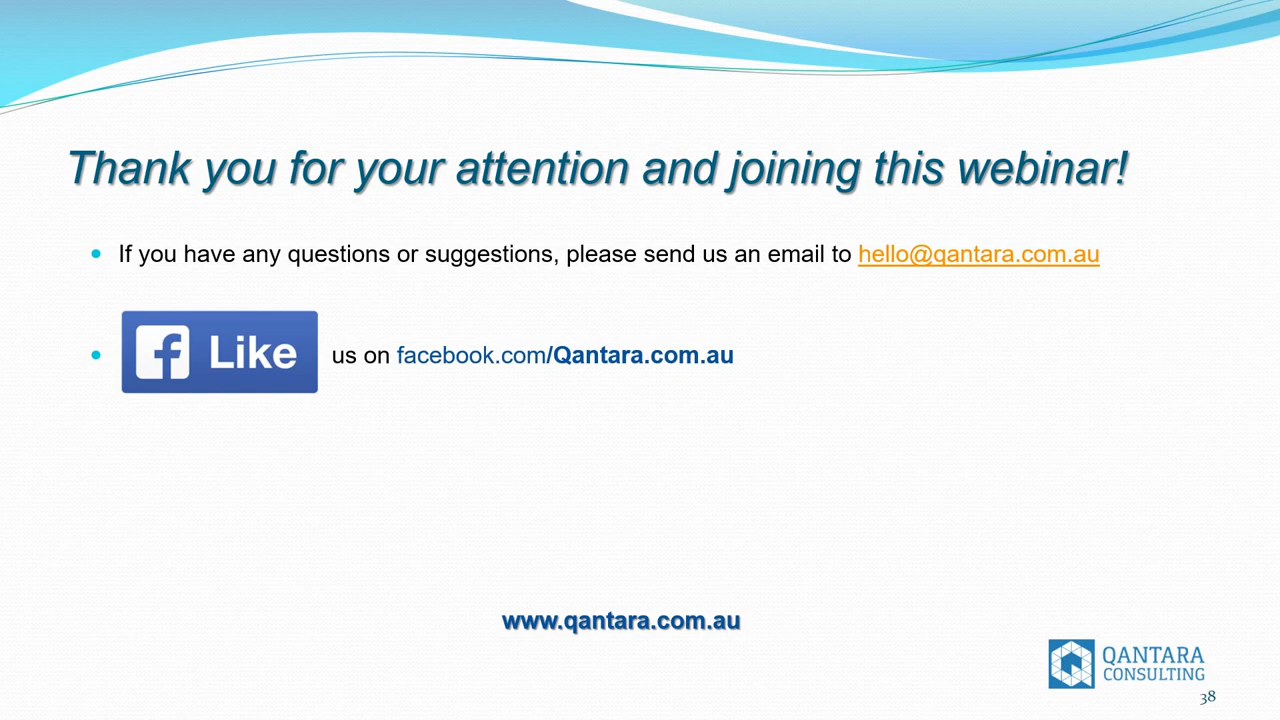 Thank you for your attention and joining this webinar!
If you have any questions or suggestions, please send us an email to hello@qantara.com.au
f Like us on facebook.com/Qantara.com.au
www.qantara.com.au
QANTARA
CONSULTING
38